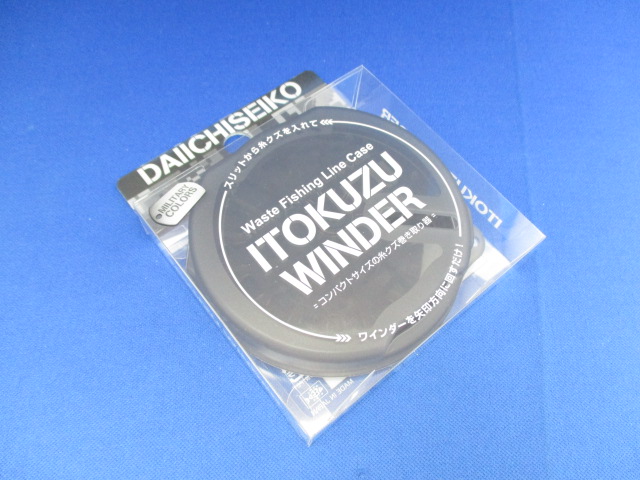 DAIICHISEIKO
MILITARY
COLORS
スリットから糸クズを入れて
Waste Fishing Line Case
ITOKUZU
WINDER
= コンパクトサイズの糸クズ巻き取り器 =
ワインダーを矢印方向に回すだけ!
ITOKU